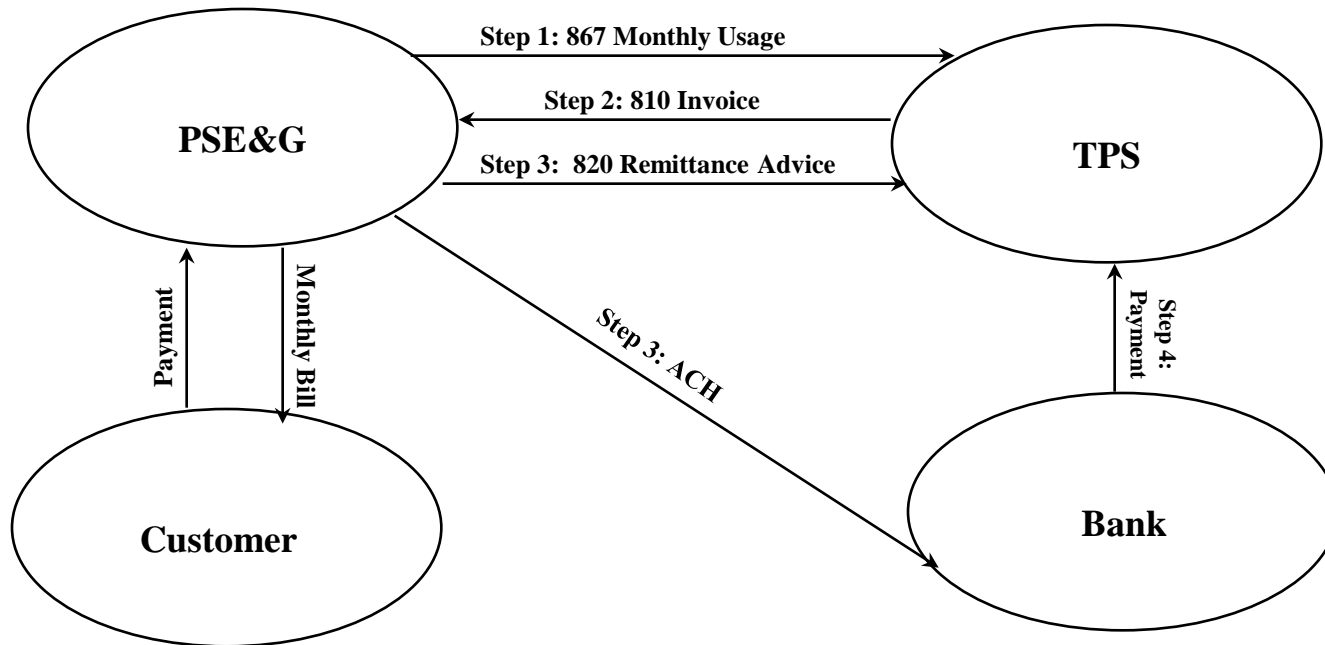 Step 1: 867 Monthly Usage
Step 2: 810 Invoice
PSE&G
TPS
Step 3:  820 Remittance Advice
Payment
Monthly Bill
Step 3: ACH
Step 4:
Payment
Customer
Bank